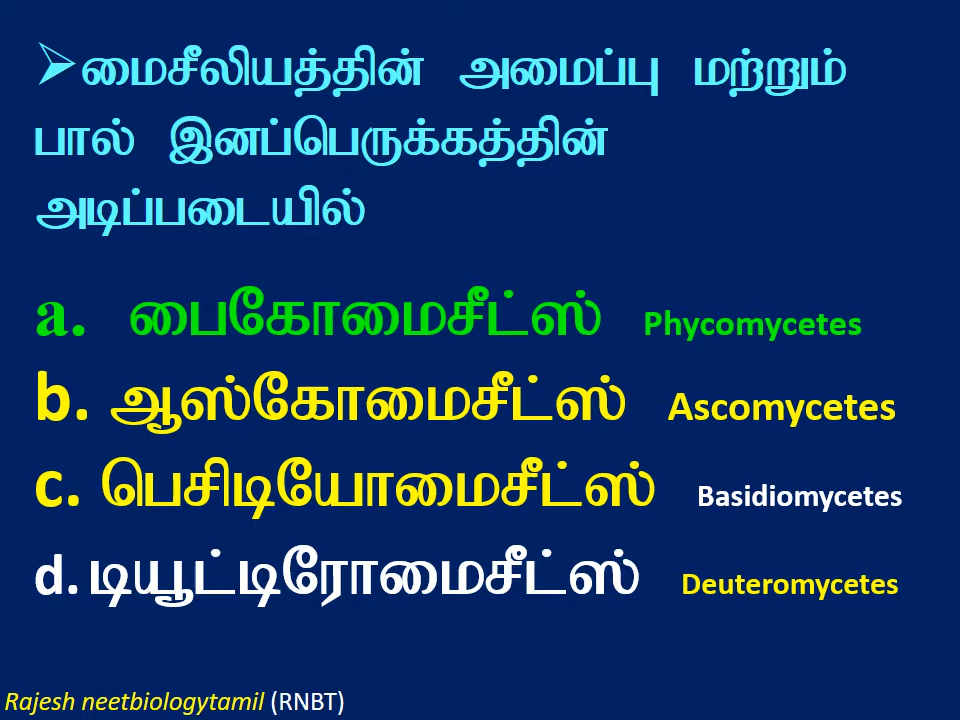 ➢மைசீலியத்தின் அமைப்பு மற்றும்
பால் இனப்பெருக்கத்தின்
அடிப்படையில்
a. பைகோமைசீட்ஸ் Phycomycetes
b. ஆஸ்கோமைசீட்ஸ் Ascomycetes
c. பெசிடியோமைசீட்ஸ் Basidiomycetes
d. டியூட்டிரோமைசீட்ஸ் Deuteromycetes
Rajesh neetbiologytamil (RNBT)